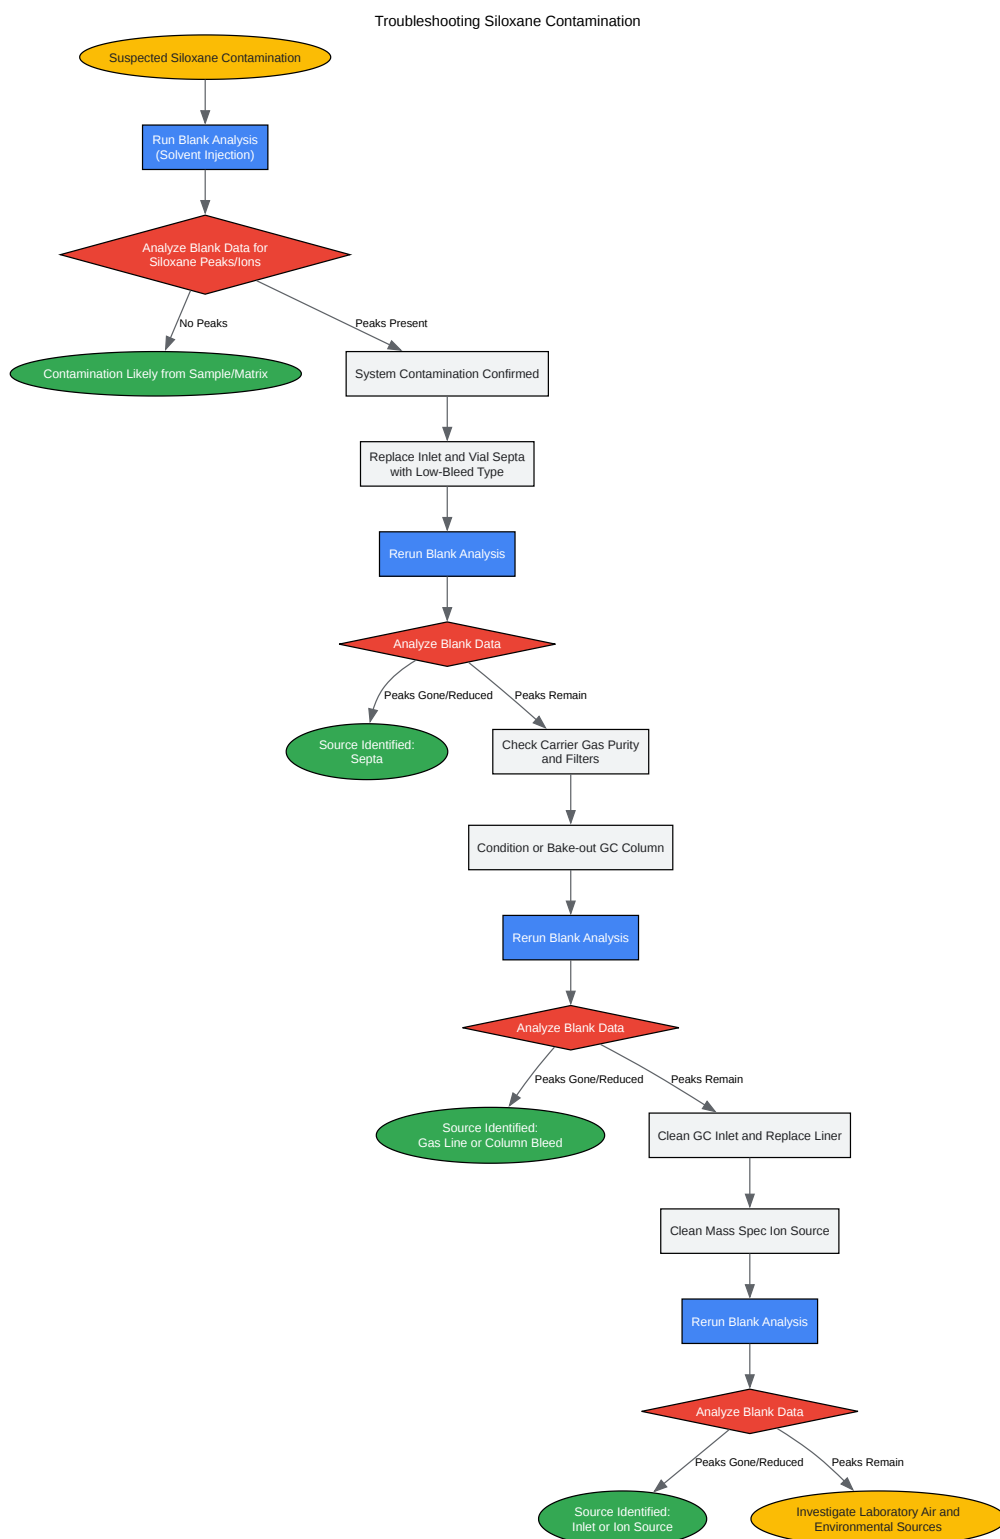 Troubleshooting Siloxane Contamination
Suspected Siloxane Contamination
Run Blank Analysis
(Solvent Injection)
Analyze Blank Data for
Siloxane Peaks/Ions
No Peaks
Peaks Present
Contamination Likely from Sample/Matrix
System Contamination Confirmed
Replace Inlet and Vial Septa
with Low-Bleed Type
Rerun Blank Analysis
Analyze Blank Data
Peaks Gone/Reduced
Peaks Remain
Source Identified:
Septa
Check Carrier Gas Purity
and Filters
Condition or Bake-out GC Column
Rerun Blank Analysis
Analyze Blank Data
Peaks Gone/Reduced
Peaks Remain
Source Identified:
Gas Line or Column Bleed
Clean GC Inlet and Replace Liner
Clean Mass Spec Ion Source
Rerun Blank Analysis
Analyze Blank Data
Peaks Gone/Reduced
Peaks Remain
Source Identified:
Inlet or Ion Source
Investigate Laboratory Air and
Environmental Sources